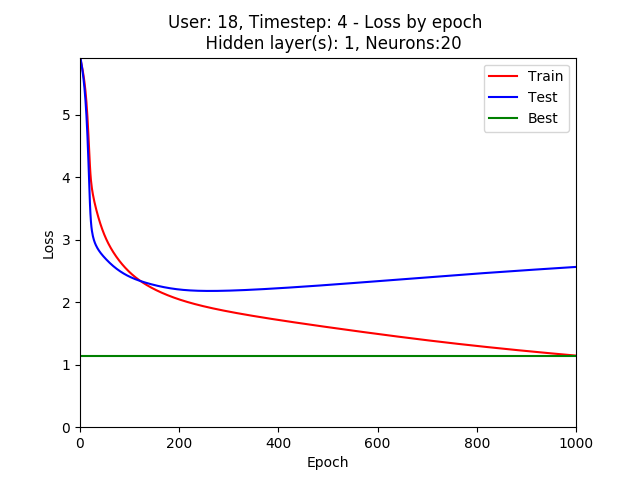 User: 18, Timestep: 4 - Loss by epoch
Hidden layer(s): 1, Neurons:20
Train
Test
Best
5
4
3
2
1
0
Loss
0
200
400
600
800
1000
Epoch